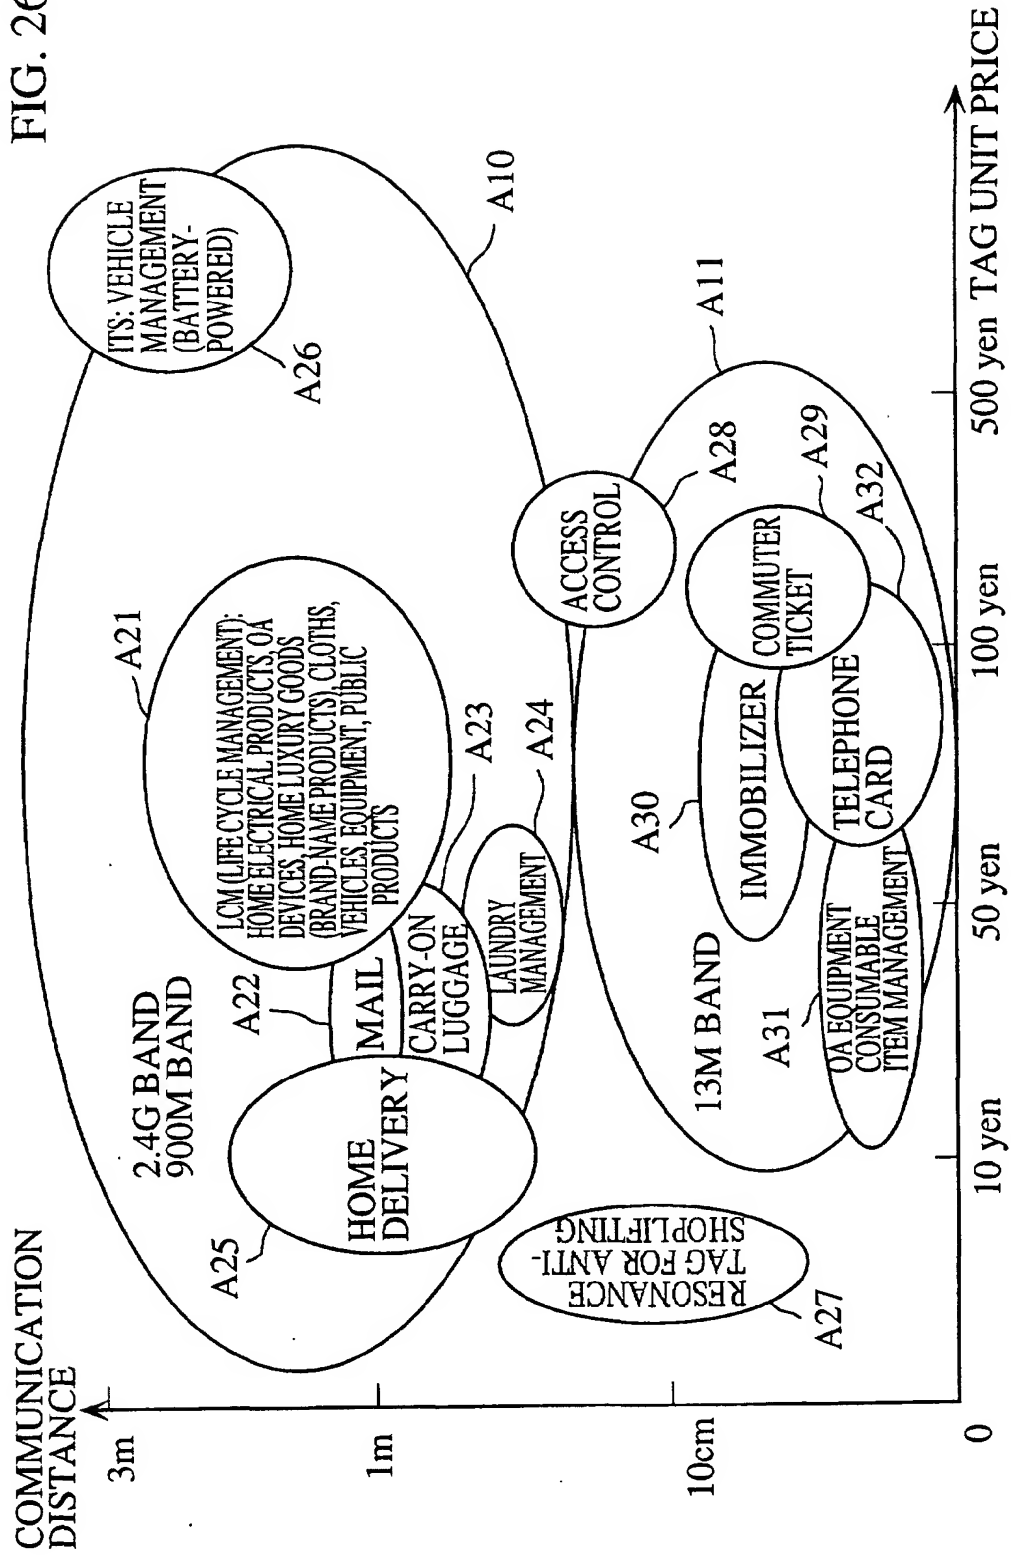 FIG. 26
COMMUNICATION
DISTANCE
3m
1m
10cm
0
10 yen
50 yen
100 yen
500 yen
TAG UNIT PRICE
2.4G BAND
900M BAND
A10
ITS: VEHICLE
MANAGEMENT
(BATTERY-
POWERED)
A26
A21
LCM (LIFE CYCLE MANAGEMENT):
HOME ELECTRICAL PRODUCTS, OA
DEVICES, HOME LUXURY GOODS
(BRAND-NAME PRODUCTS), CLOTHS,
VEHICLES, EQUIPMENT, PUBLIC
PRODUCTS
A22
MAIL
A23
CARRY-ON
LUGGAGE
A24
LAUNDRY
MANAGEMENT
A25
HOME
DELIVERY
A27
RESONANCE
TAG FOR ANTI-
SHOPLIFTING
13M BAND
A11
ACCESS
CONTROL
A28
COMMUTER
TICKET
A29
A30
IMMOBILIZER
A32
TELEPHONE
CARD
A31
OA EQUIPMENT
CONSUMABLE
ITEM MANAGEMENT